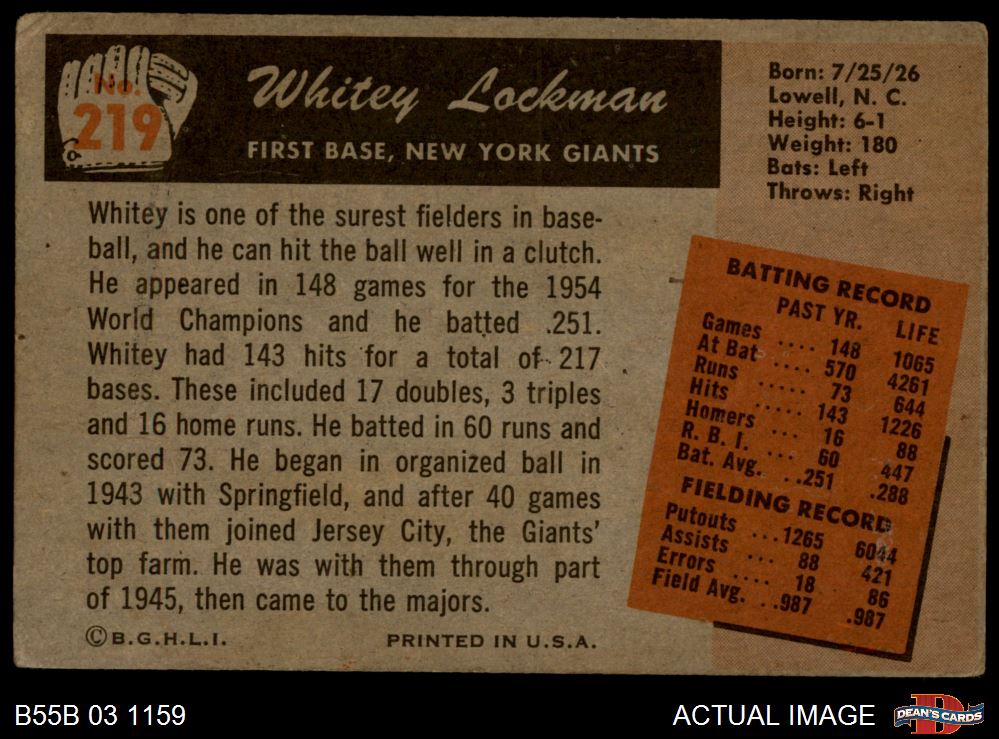 No.
219
Whitey Lockman
FIRST BASE, NEW YORK GIANTS
Born: 7/25/26
Lowell, N. C.
Height: 6-1
Weight: 180
Bats: Left
Throws: Right
Whitey is one of the surest fielders in base-
ball, and he can hit the ball well in a clutch.
He appeared in 148 games for the 1954
World Champions and he batted .251.
Whitey had 143 hits for a total of 217
bases. These included 17 doubles, 3 triples
and 16 home runs. He batted in 60 runs and
scored 73. He began in organized ball in
1943 with Springfield, and after 40 games
with them joined Jersey City, the Giants'
top farm. He was with them through part
of 1945, then came to the majors.
©B.G.H.L.I. PRINTED IN U.S.A.
BATTING RECORD
PAST YR. LIFE
Games .... 148 1065
At Bat .... 570 4261
Runs ..... 73 644
Hits ..... 143 1226
Homers ... 16 88
R. B. I. ... 60 447
Bat. Avg. ..251 .288
FIELDING RECORD
Putouts ...1265 6044
Assists ... 88 421
Errors .... 18 86
Field Avg. ..987 .987
B55B 03 1159 ACTUAL IMAGE DEAN'S CARDS